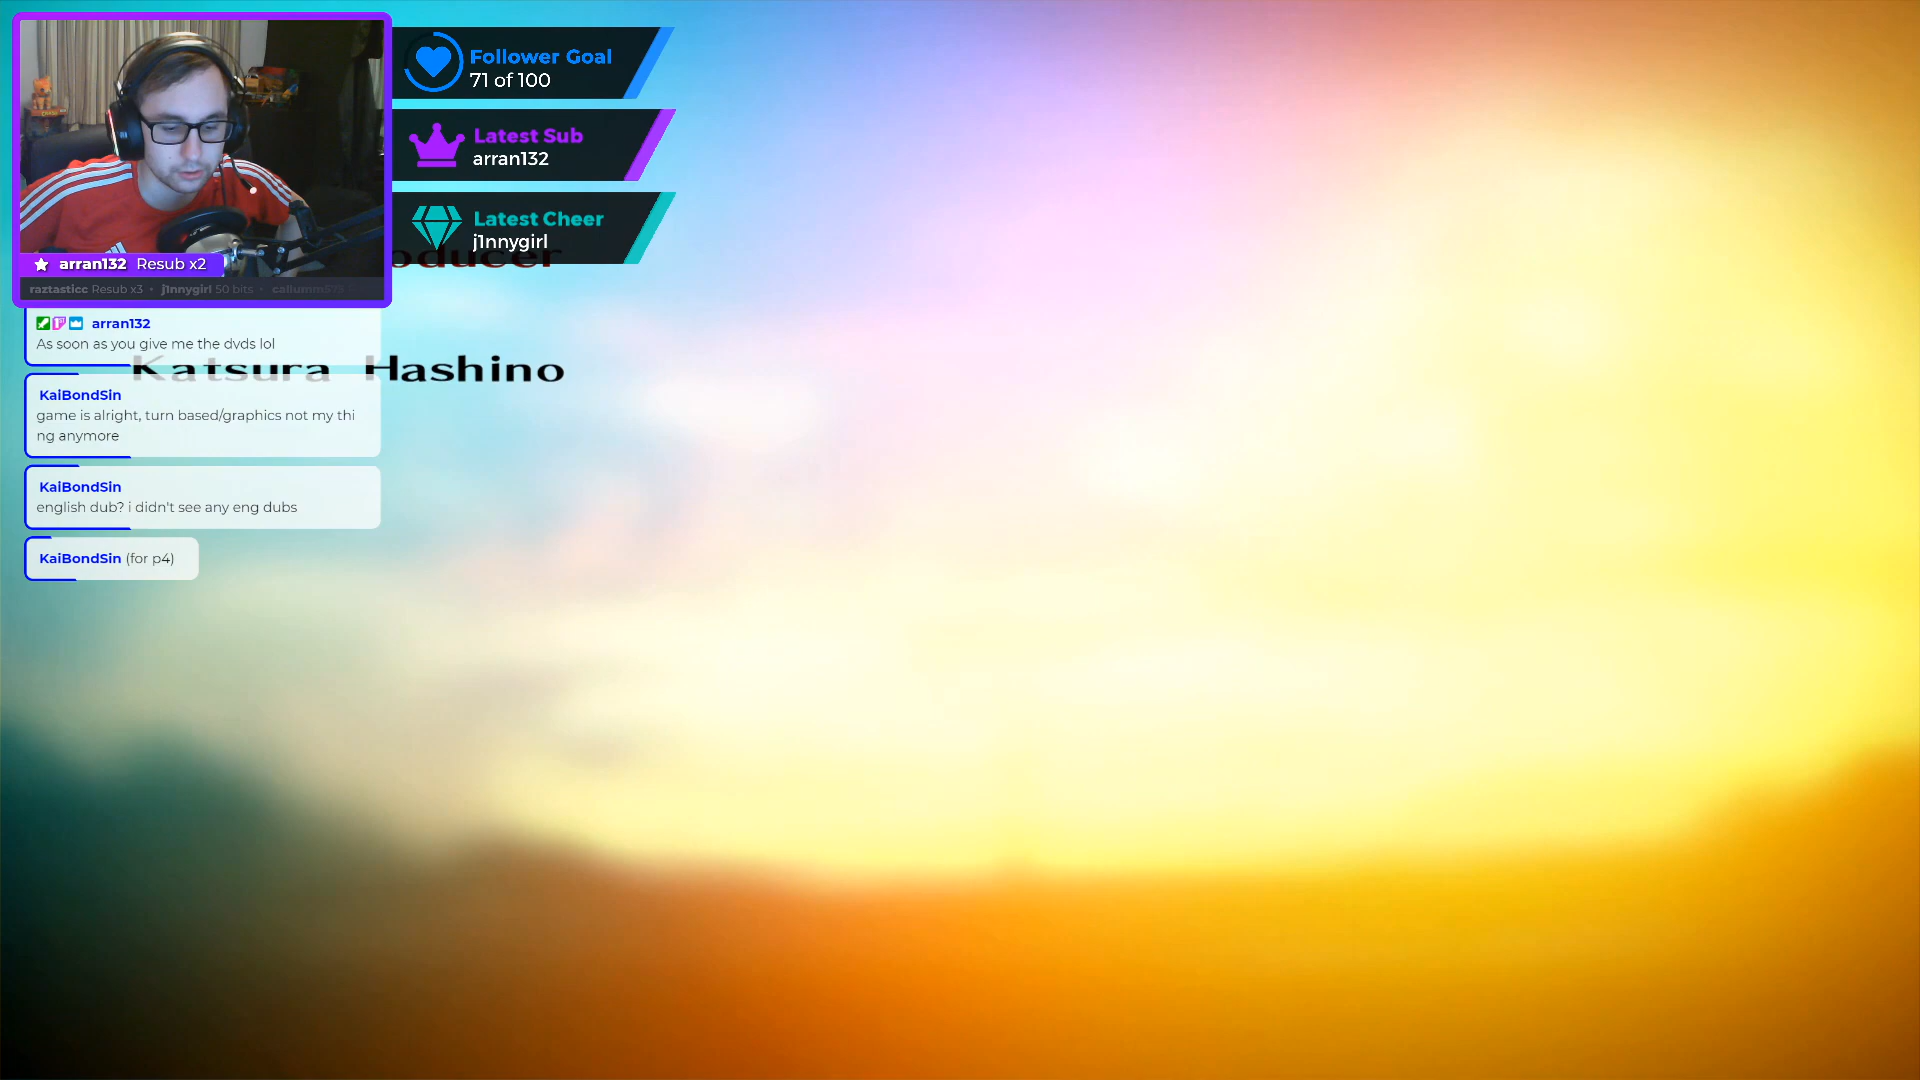 Follower Goal
71 of 100
Latest Sub
arran132
Latest Cheer
j1nnygirl
oducer
arran132 Resub x2
raztasticc Resub x3 • j1nnygirl 50 bits •
arran132
As soon as you give me the dvds lol
Katsura Hashino
KaiBondSin
game is alright, turn based/graphics not my thi
ng anymore
KaiBondSin
english dub? i didn't see any eng dubs
KaiBondSin (for p4)